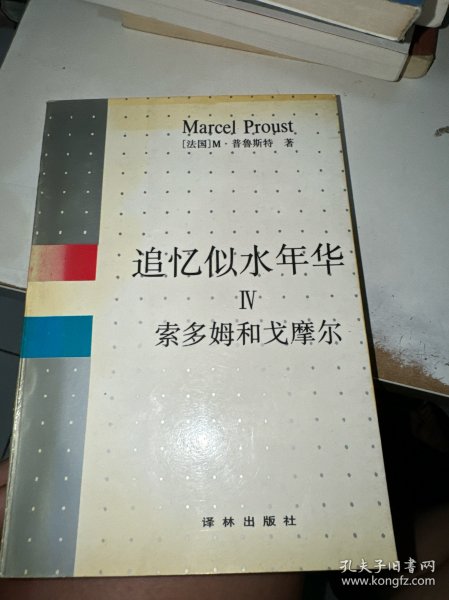 Marcel Proust
[法国]M·普鲁斯特 著
追忆似水年华
Ⅳ
索多姆和戈摩尔
译林出版社
孔夫子旧书网
www.kongfz.com